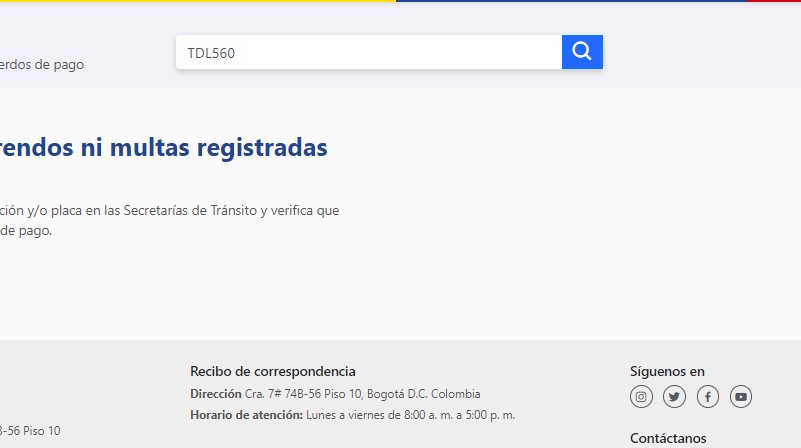 TDL560
erdos de pago
rendos ni multas registradas
ción y/o placa en las Secretarías de Tránsito y verifica que
de pago.
Recibo de correspondencia
Dirección Cra. 7# 74B-56 Piso 10, Bogotá D.C. Colombia
Horario de atención: Lunes a viernes de 8:00 a. m. a 5:00 p. m.
B-56 Piso 10
Síguenos en
Contáctanos